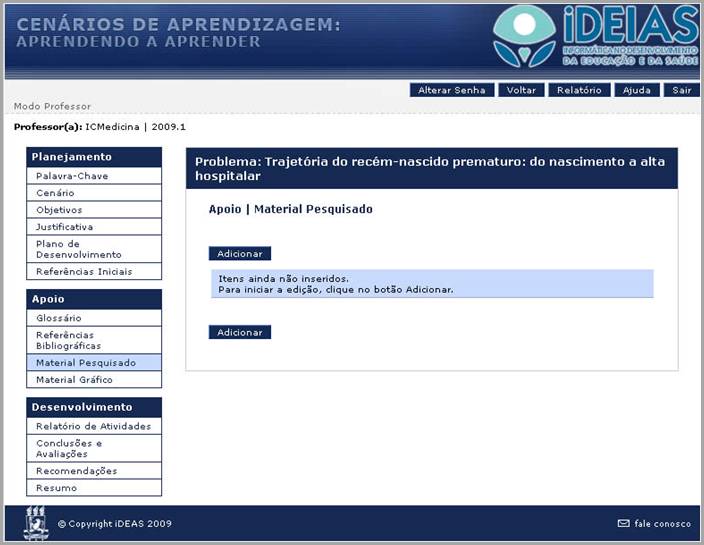 CENÁRIOS DE APRENDIZAGEM:
APRENDENDO A APRENDER
iDEIAS
INFORMÁTICA NO DESENVOLVIMENTO
DA EDUCAÇÃO E DA SAÚDE
Alterar Senha Voltar Relatório Ajuda Sair
Modo Professor
Professor(a): ICMedicina | 2009.1
Planejamento
Palavra-Chave
Cenário
Objetivos
Justificativa
Plano de
Desenvolvimento
Referências Iniciais
Apoio
Glossário
Referências
Bibliográficas
Material Pesquisado
Material Gráfico
Desenvolvimento
Relatório de Atividades
Conclusões e
Avaliações
Recomendações
Resumo
Problema: Trajetória do recém-nascido prematuro: do nascimento a alta
hospitalar
Apoio | Material Pesquisado
Adicionar
Itens ainda não inseridos.
Para iniciar a edição, clique no botão Adicionar.
Adicionar
© Copyright iDEAS 2009
fale conosco